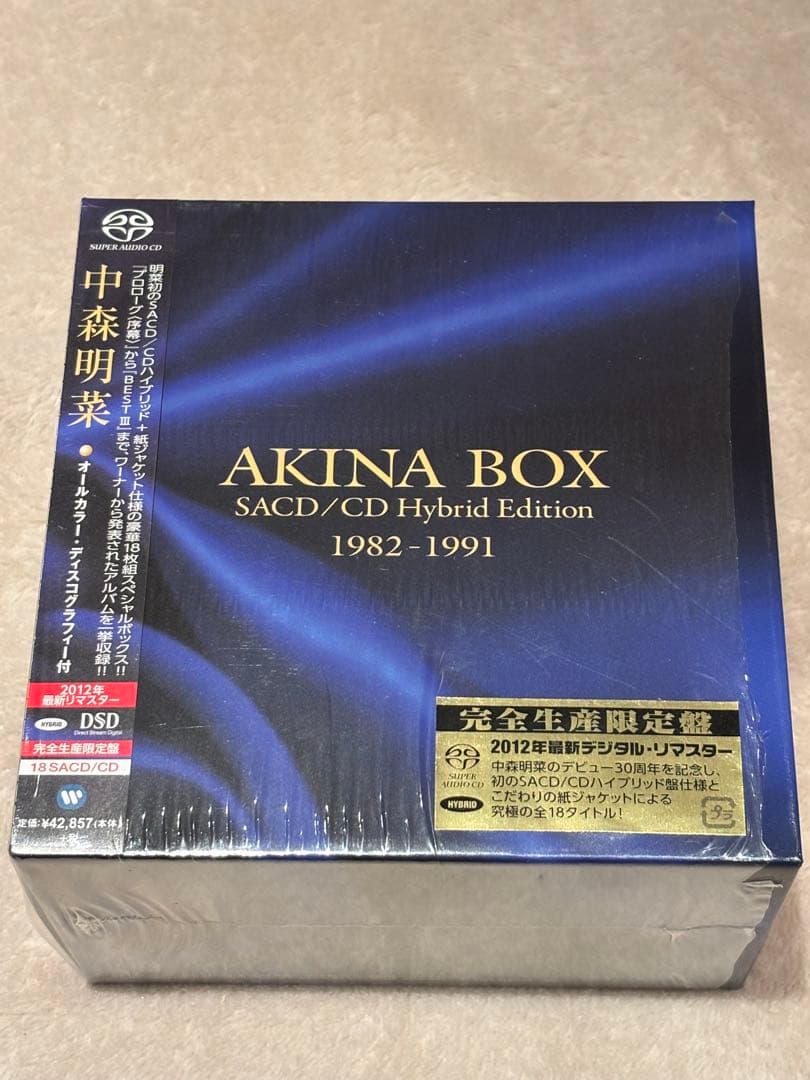 SUPER AUDIO CD
中森明菜
●オールカラー・ディスコグラフィー付
明菜初のSACD/CDハイブリッド+紙ジャケット仕様の豪華18枚組スペシャルボックス!!
『プロローグ〈序幕〉』から『BEST Ⅲ』まで、ワーナーから発表されたアルバムを一挙収録!!
2012年
最新リマスター
HYBRID
DSD
Direct Stream Digital
完全生産限定盤
18 SACD/CD
定価:¥42,857(本体)
+税
AKINA BOX
SACD/CD Hybrid Edition
1982-1991
完全生産限定盤
2012年最新デジタル・リマスター
SUPER AUDIO CD
HYBRID
中森明菜のデビュー30周年を記念し、
初のSACD/CDハイブリッド盤仕様と
こだわりの紙ジャケットによる
究極の全18タイトル!
プラ